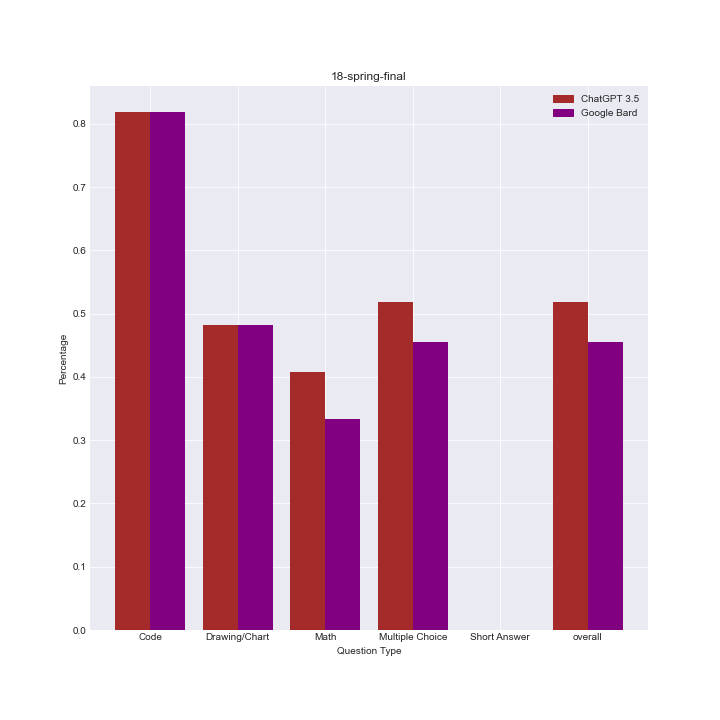 18-spring-final
ChatGPT 3.5
Google Bard
0.8
0.7
0.6
0.5
0.4
0.3
0.2
0.1
0.0
Percentage
Code Drawing/Chart Math Multiple Choice Short Answer overall
Question Type